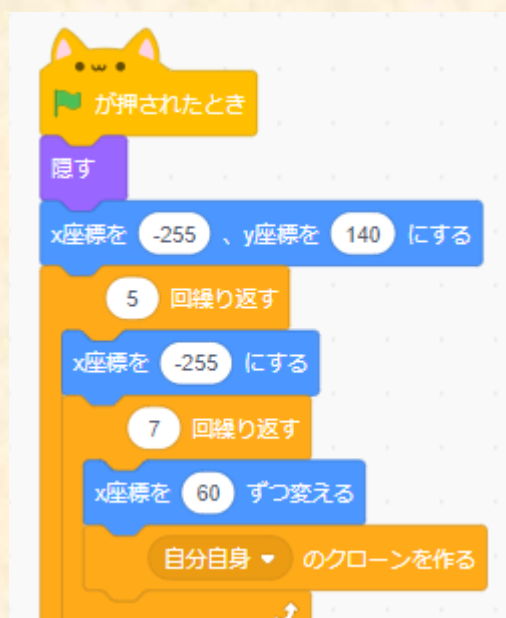 が押されたとき
隠す
x座標を -255 、y座標を 140 にする
5 回繰り返す
x座標を -255 にする
7 回繰り返す
x座標を 60 ずつ変える
自分自身 のクローンを作る